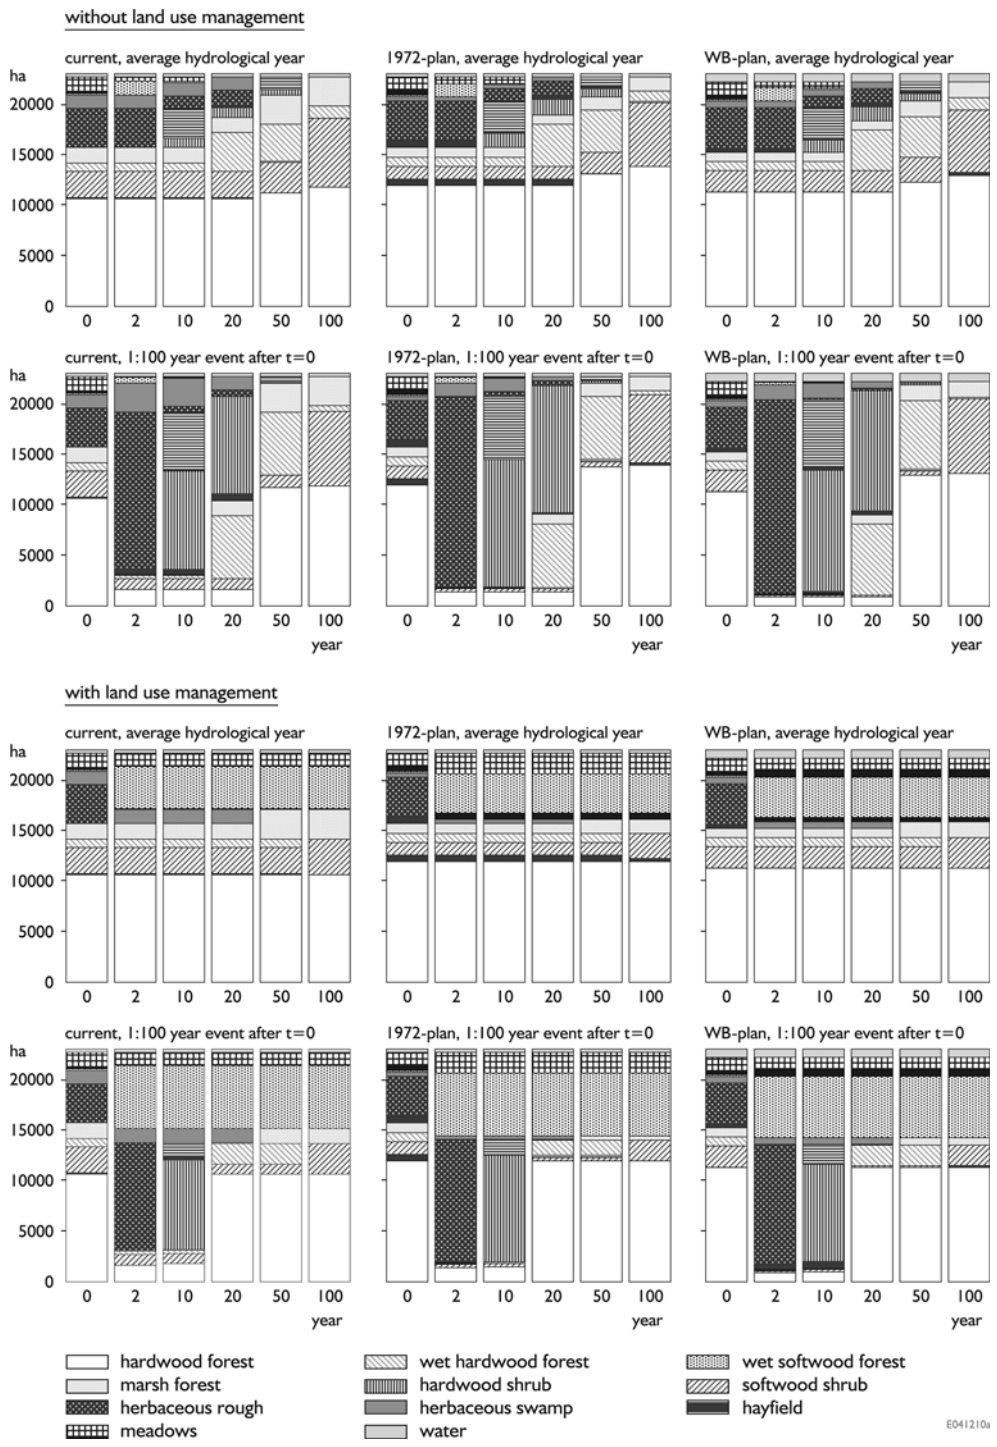 without land use management
current, average hydrological year
1972-plan, average hydrological year
WB-plan, average hydrological year
ha
20000
15000
10000
5000
0
0 2 10 20 50 100
0 2 10 20 50 100
0 2 10 20 50 100
current, 1:100 year event after t=0
1972-plan, 1:100 year event after t=0
WB-plan, 1:100 year event after t=0
ha
20000
15000
10000
5000
0
0 2 10 20 50 100
0 2 10 20 50 100
0 2 10 20 50 100
year
year
year
with land use management
current, average hydrological year
1972-plan, average hydrological year
WB-plan, average hydrological year
ha
20000
15000
10000
5000
0
0 2 10 20 50 100
0 2 10 20 50 100
0 2 10 20 50 100
current, 1:100 year event after t=0
1972-plan, 1:100 year event after t=0
WB-plan, 1:100 year event after t=0
ha
20000
15000
10000
5000
0
0 2 10 20 50 100
0 2 10 20 50 100
0 2 10 20 50 100
year
year
year
hardwood forest
wet hardwood forest
wet softwood forest
marsh forest
hardwood shrub
softwood shrub
herbaceous rough
herbaceous swamp
hayfield
meadows
water
E041210a